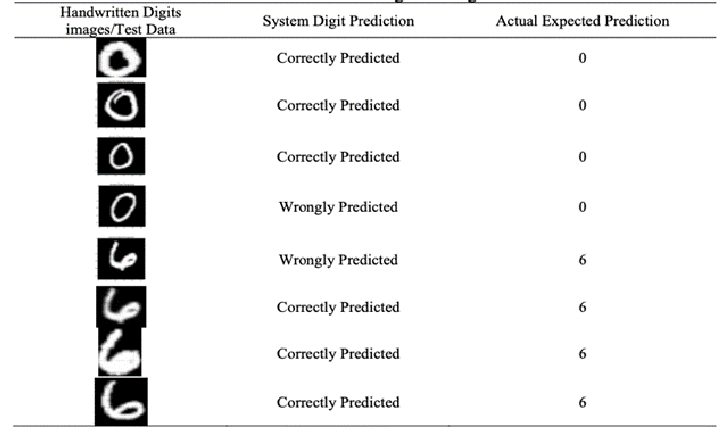 Handwritten Digits images/Test Data System Digit Prediction Actual Expected Prediction
0 Correctly Predicted 0
0 Correctly Predicted 0
0 Correctly Predicted 0
0 Wrongly Predicted 0
6 Wrongly Predicted 6
6 Correctly Predicted 6
6 Correctly Predicted 6
6 Correctly Predicted 6